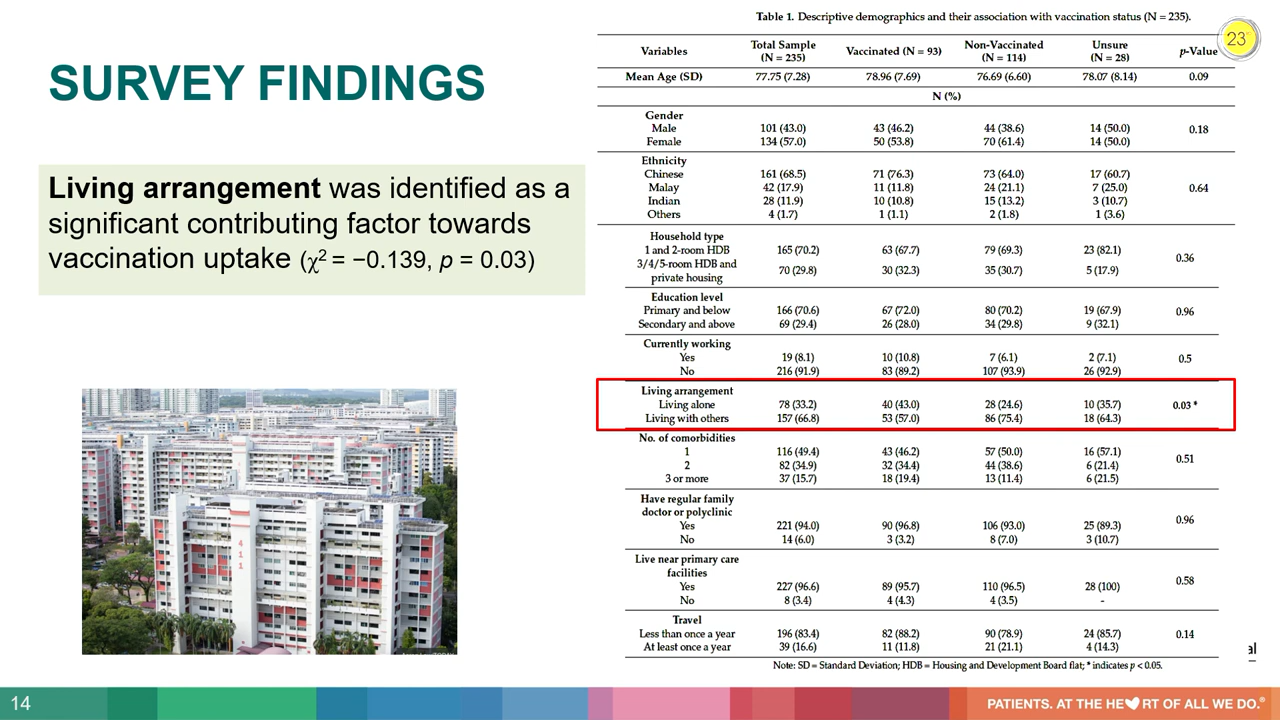 SURVEY FINDINGS
Living arrangement was identified as a
significant contributing factor towards
vaccination uptake (χ² = −0.139, p = 0.03)
Table 1. Descriptive demographics and their association with vaccination status (N = 235).
23
Variables Total Sample (N = 235) Vaccinated (N = 93) Non-Vaccinated (N = 114) Unsure (N = 28) p-Value
Mean Age (SD) 77.75 (7.28) 78.96 (7.69) 76.69 (6.60) 78.07 (8.14) 0.09
N (%)
Gender 0.18
Male 101 (43.0) 43 (46.2) 44 (38.6) 14 (50.0)
Female 134 (57.0) 50 (53.8) 70 (61.4) 14 (50.0)
Ethnicity 0.64
Chinese 161 (68.5) 71 (76.3) 73 (64.0) 17 (60.7)
Malay 42 (17.9) 11 (11.8) 24 (21.1) 7 (25.0)
Indian 28 (11.9) 10 (10.8) 15 (13.2) 3 (10.7)
Others 4 (1.7) 1 (1.1) 2 (1.8) 1 (3.6)
Household type 0.36
1 and 2-room HDB 165 (70.2) 63 (67.7) 79 (69.3) 23 (82.1)
3/4/5-room HDB and
private housing 70 (29.8) 30 (32.3) 35 (30.7) 5 (17.9)
Education level 0.96
Primary and below 166 (70.6) 67 (72.0) 80 (70.2) 19 (67.9)
Secondary and above 69 (29.4) 26 (28.0) 34 (29.8) 9 (32.1)
Currently working 0.5
Yes 19 (8.1) 10 (10.8) 7 (6.1) 2 (7.1)
No 216 (91.9) 83 (89.2) 107 (93.9) 26 (92.9)
Living arrangement 0.03 *
Living alone 78 (33.2) 40 (43.0) 28 (24.6) 10 (35.7)
Living with others 157 (66.8) 53 (57.0) 86 (75.4) 18 (64.3)
No. of comorbidities 0.51
1 116 (49.4) 43 (46.2) 57 (50.0) 16 (57.1)
2 82 (34.9) 32 (34.4) 44 (38.6) 6 (21.4)
3 or more 37 (15.7) 18 (19.4) 13 (11.4) 6 (21.5)
Have regular family
doctor or polyclinic 0.96
Yes 221 (94.0) 90 (96.8) 106 (93.0) 25 (89.3)
No 14 (6.0) 3 (3.2) 8 (7.0) 3 (10.7)
Live near primary care
facilities 0.58
Yes 227 (96.6) 89 (95.7) 110 (96.5) 28 (100)
No 8 (3.4) 4 (4.3) 4 (3.5) -
Travel 0.14
Less than once a year 196 (83.4) 82 (88.2) 90 (78.9) 24 (85.7)
At least once a year 39 (16.6) 11 (11.8) 21 (21.1) 4 (14.3)
Note: SD = Standard Deviation; HDB = Housing and Development Board flat; * indicates p < 0.05.
411
al
14
PATIENTS. AT THE HE RT OF ALL WE DO.®